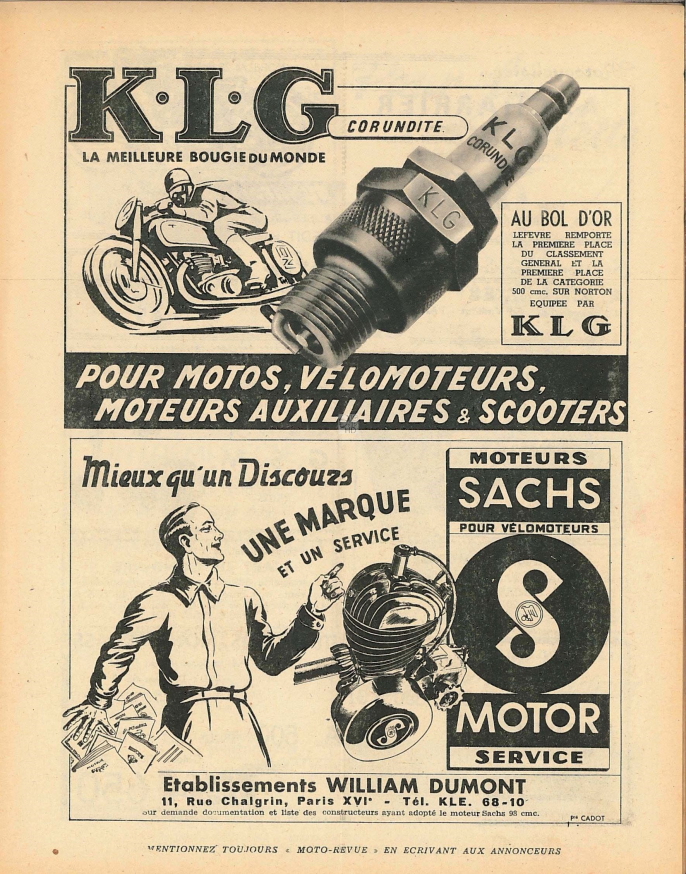 K·L·G
CORUNDITE
LA MEILLEURE BOUGIE DU MONDE
KLG
CORUNDITE
KLG
AU BOL D'OR
LEFEVRE REMPORTE
LA PREMIERE PLACE
DU CLASSEMENT
GENERAL ET LA
PREMIERE PLACE
DE LA CATEGORIE
500 cmc. SUR NORTON
EQUIPEE PAR
KLG
POUR MOTOS, VÉLOMOTEURS,
MOTEURS AUXILIAIRES & SCOOTERS
Mieux qu'un Discours
UNE MARQUE
ET UN SERVICE
MOTEURS
SACHS
POUR VÉLOMOTEURS
S
MOTOR
SERVICE
Etablissements WILLIAM DUMONT
11, Rue Chalgrin, Paris XVIᵉ - Tél. KLE. 68-10
sur demande documentation et liste des constructeurs ayant adopté le moteur Sachs 98 cmc.
Pᵘᵉ CADOT
MENTIONNEZ TOUJOURS « MOTO-REVUE » EN ECRIVANT AUX ANNONCEURS